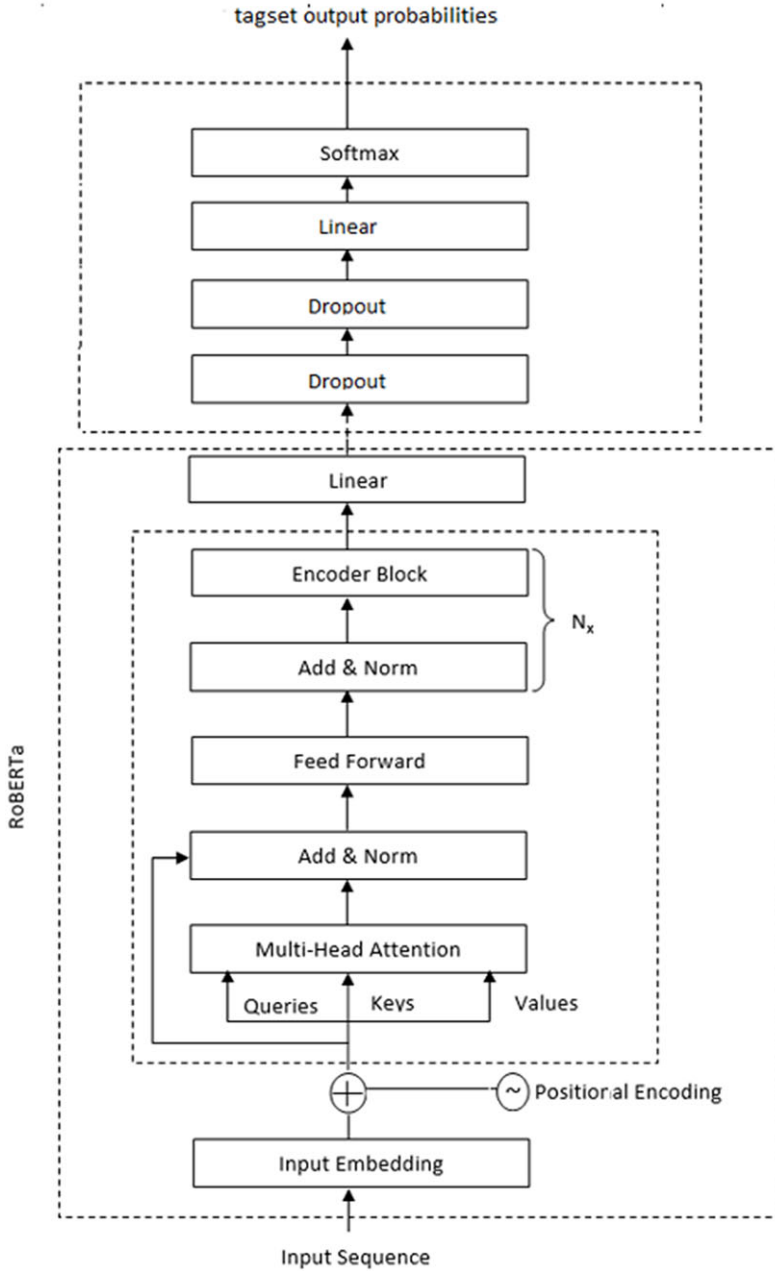 tagset output probabilities
Softmax
Linear
Dropout
Dropout
Linear
Encoder Block
Nx
Add & Norm
Feed Forward
RoBERTa
Add & Norm
Multi-Head Attention
Queries Keys Values
~ Positional Encoding
Input Embedding
Input Sequence